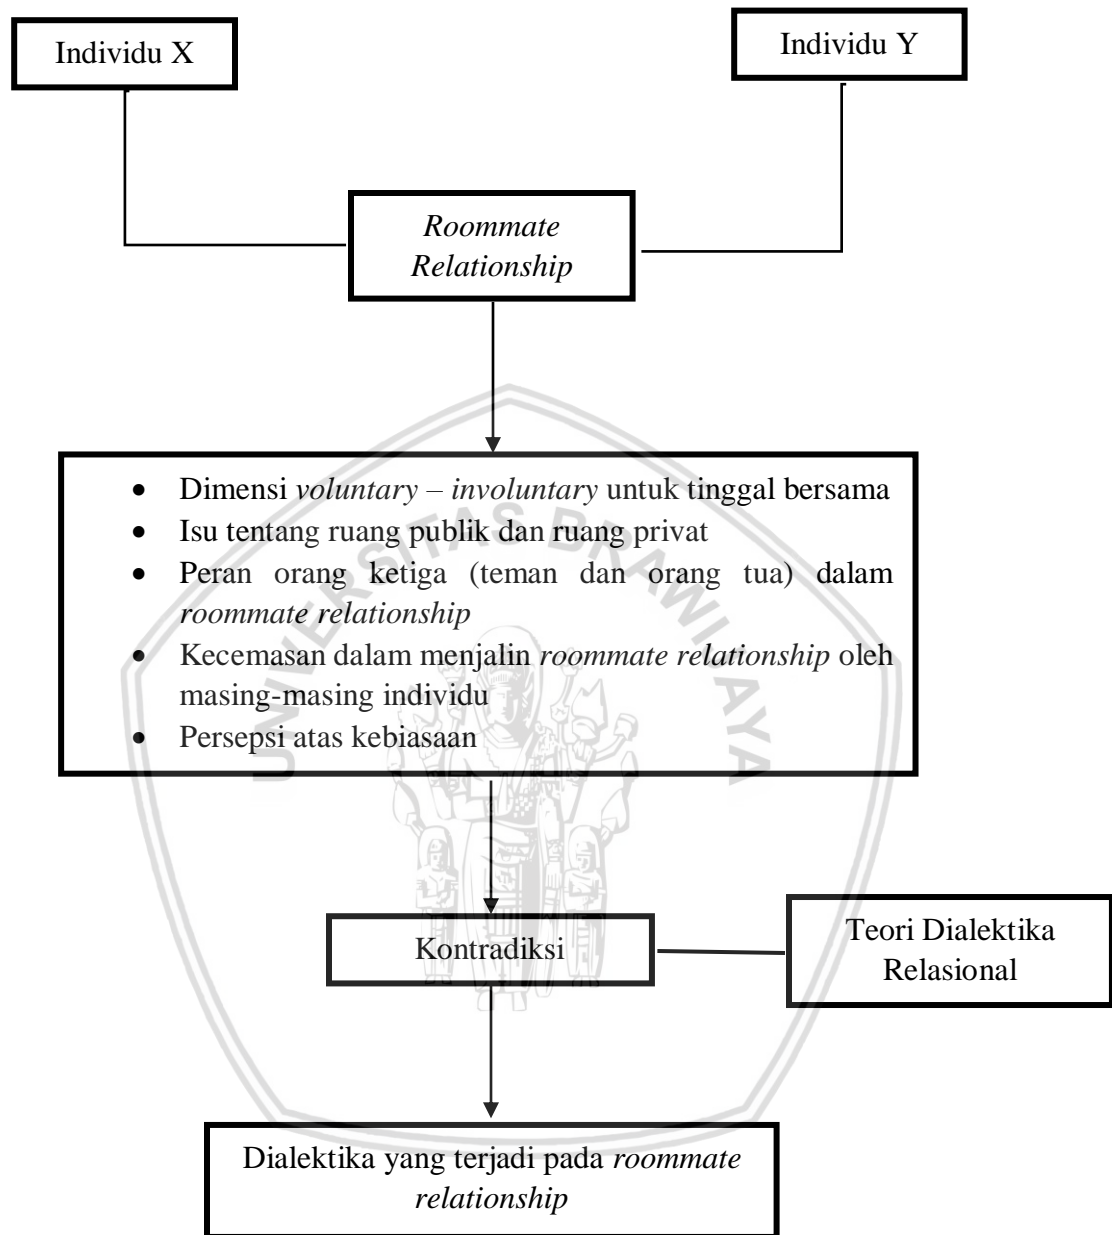 Individu X
Individu Y
Roommate
Relationship
• Dimensi voluntary – involuntary untuk tinggal bersama
• Isu tentang ruang publik dan ruang privat
• Peran orang ketiga (teman dan orang tua) dalam
roommate relationship
• Kecemasan dalam menjalin roommate relationship oleh
masing-masing individu
• Persepsi atas kebiasaan
UNIVERSITAS BRAWIJAYA
Kontradiksi
Teori Dialektika
Relasional
Dialektika yang terjadi pada roommate
relationship